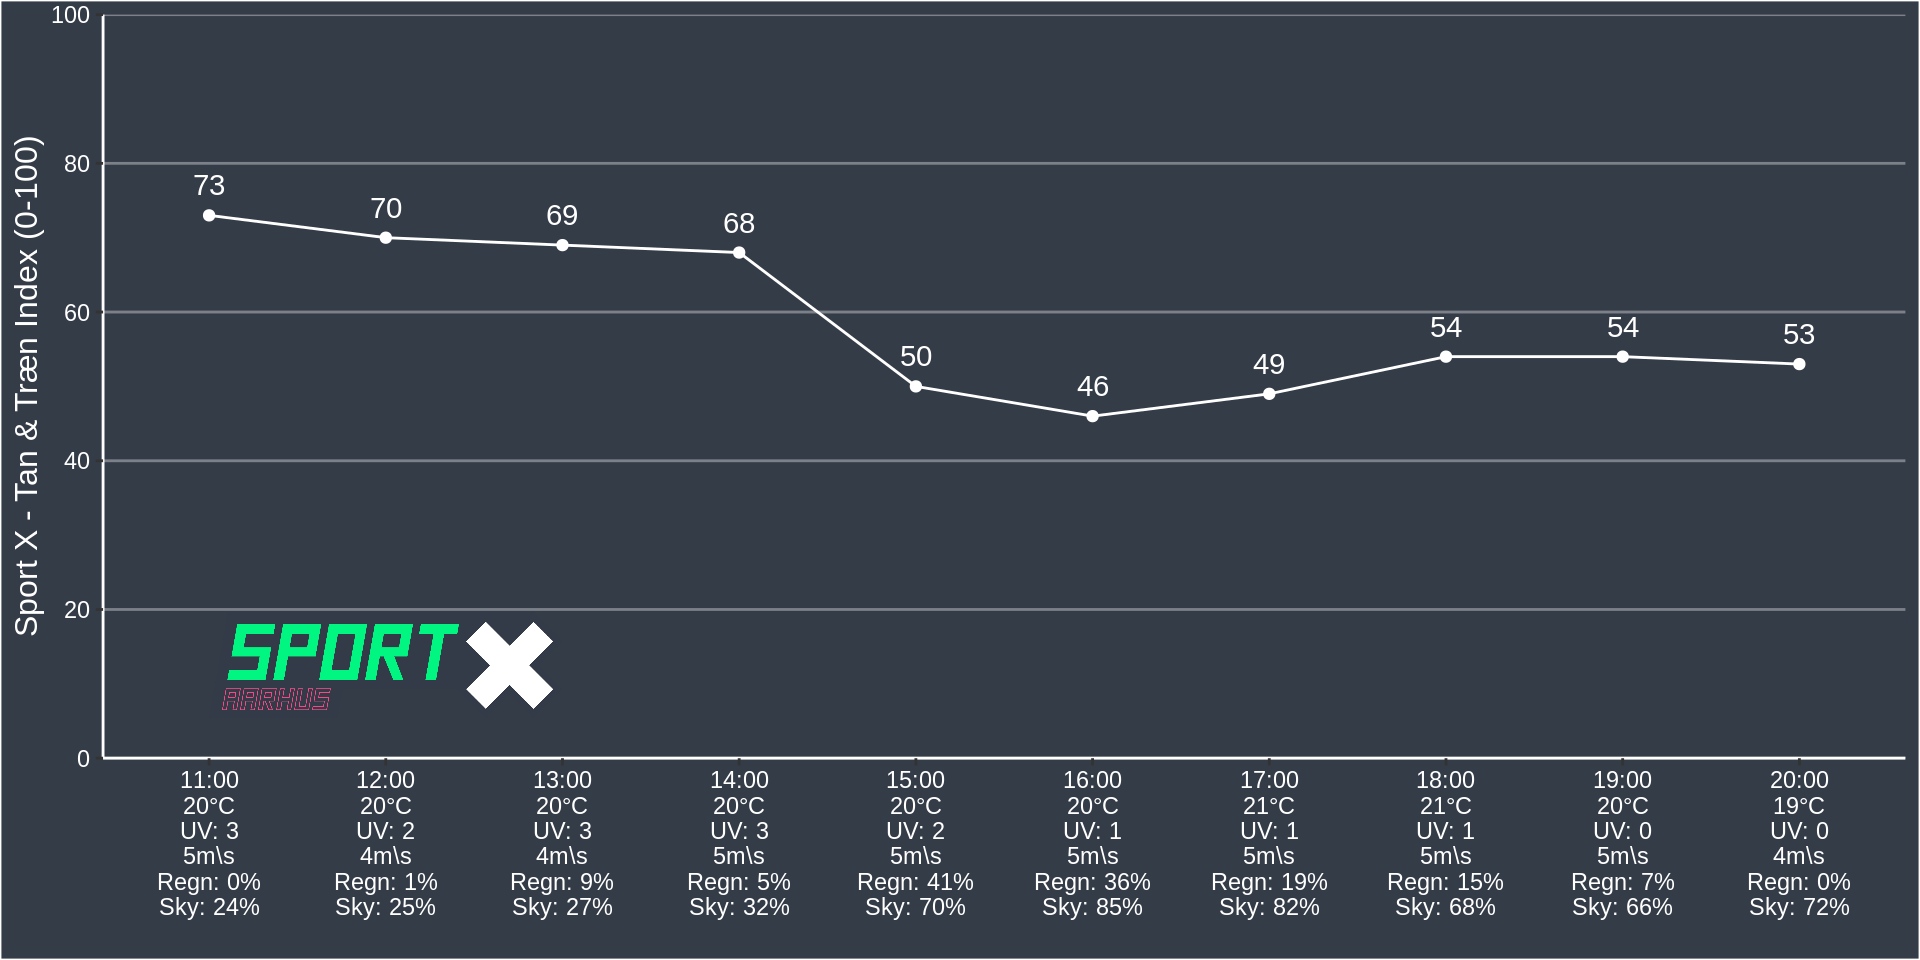 Sport X - Tan & Træn Index (0-100)
100
80
60
40
20
0
73
70
69
68
50
46
49
54
54
53
SPORT X
AARHUS
11:00 12:00 13:00 14:00 15:00 16:00 17:00 18:00 19:00 20:00
20°C 20°C 20°C 20°C 20°C 20°C 21°C 21°C 20°C 19°C
UV: 3 UV: 2 UV: 3 UV: 3 UV: 2 UV: 1 UV: 1 UV: 1 UV: 0 UV: 0
5m\s 4m\s 4m\s 5m\s 5m\s 5m\s 5m\s 5m\s 5m\s 4m\s
Regn: 0% Regn: 1% Regn: 9% Regn: 5% Regn: 41% Regn: 36% Regn: 19% Regn: 15% Regn: 7% Regn: 0%
Sky: 24% Sky: 25% Sky: 27% Sky: 32% Sky: 70% Sky: 85% Sky: 82% Sky: 68% Sky: 66% Sky: 72%